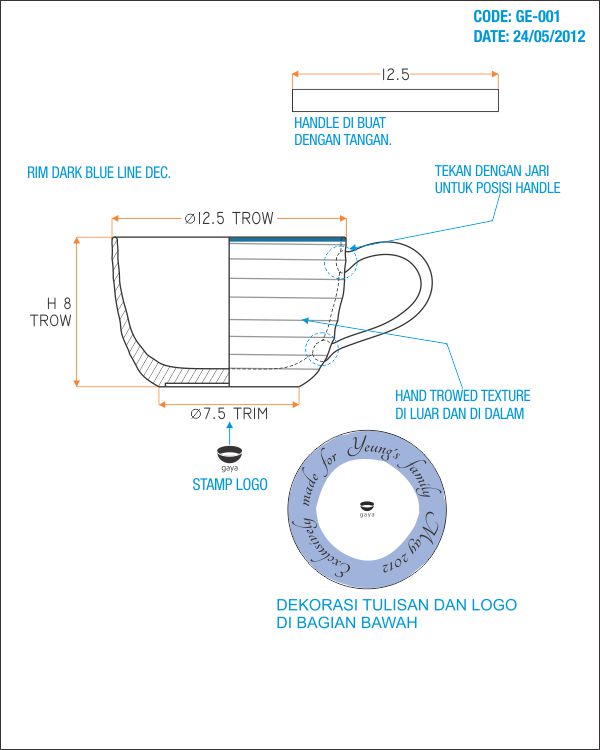 CODE: GE-001
DATE: 24/05/2012
12.5
HANDLE DI BUAT
DENGAN TANGAN.
RIM DARK BLUE LINE DEC.
TEKAN DENGAN JARI
UNTUK POSISI HANDLE
Ø12.5 TROW
H 8
TROW
HAND TROWED TEXTURE
DI LUAR DAN DI DALAM
Ø7.5 TRIM
gaya
STAMP LOGO
Exclusively made for Yeung's family May 2012
gaya
DEKORASI TULISAN DAN LOGO
DI BAGIAN BAWAH